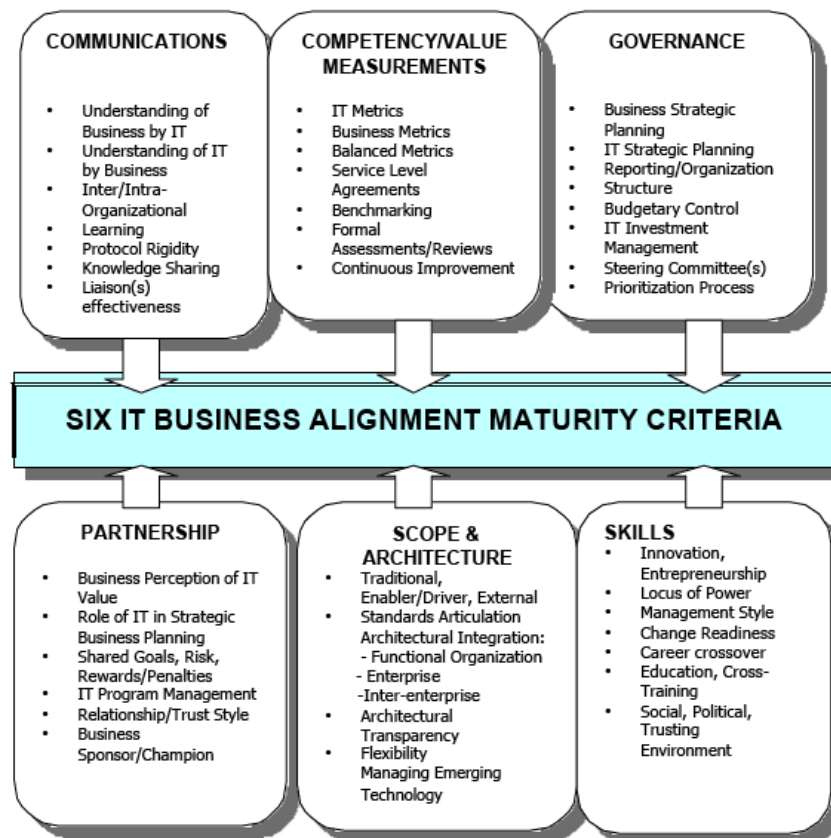 COMMUNICATIONS
• Understanding of
Business by IT
• Understanding of IT
by Business
• Inter/Intra-
• Organizational
• Learning
• Protocol Rigidity
• Knowledge Sharing
• Liaison(s)
effectiveness
COMPETENCY/VALUE
MEASUREMENTS
• IT Metrics
• Business Metrics
• Balanced Metrics
• Service Level
Agreements
• Benchmarking
• Formal
Assessments/Reviews
• Continuous Improvement
GOVERNANCE
• Business Strategic
Planning
• IT Strategic Planning
• Reporting/Organization
• Structure
• Budgetary Control
• IT Investment
Management
• Steering Committee(s)
• Prioritization Process
SIX IT BUSINESS ALIGNMENT MATURITY CRITERIA
PARTNERSHIP
• Business Perception of IT
Value
• Role of IT in Strategic
Business Planning
• Shared Goals, Risk,
Rewards/Penalties
• IT Program Management
• Relationship/Trust Style
• Business
Sponsor/Champion
SCOPE &
ARCHITECTURE
• Traditional,
Enabler/Driver, External
• Standards Articulation
Architectural Integration:
- Functional Organization
- Enterprise
-Inter-enterprise
• Architectural
Transparency
• Flexibility
Managing Emerging
Technology
SKILLS
• Innovation,
Entrepreneurship
• Locus of Power
• Management Style
• Change Readiness
• Career crossover
• Education, Cross-
Training
• Social, Political,
Trusting
Environment